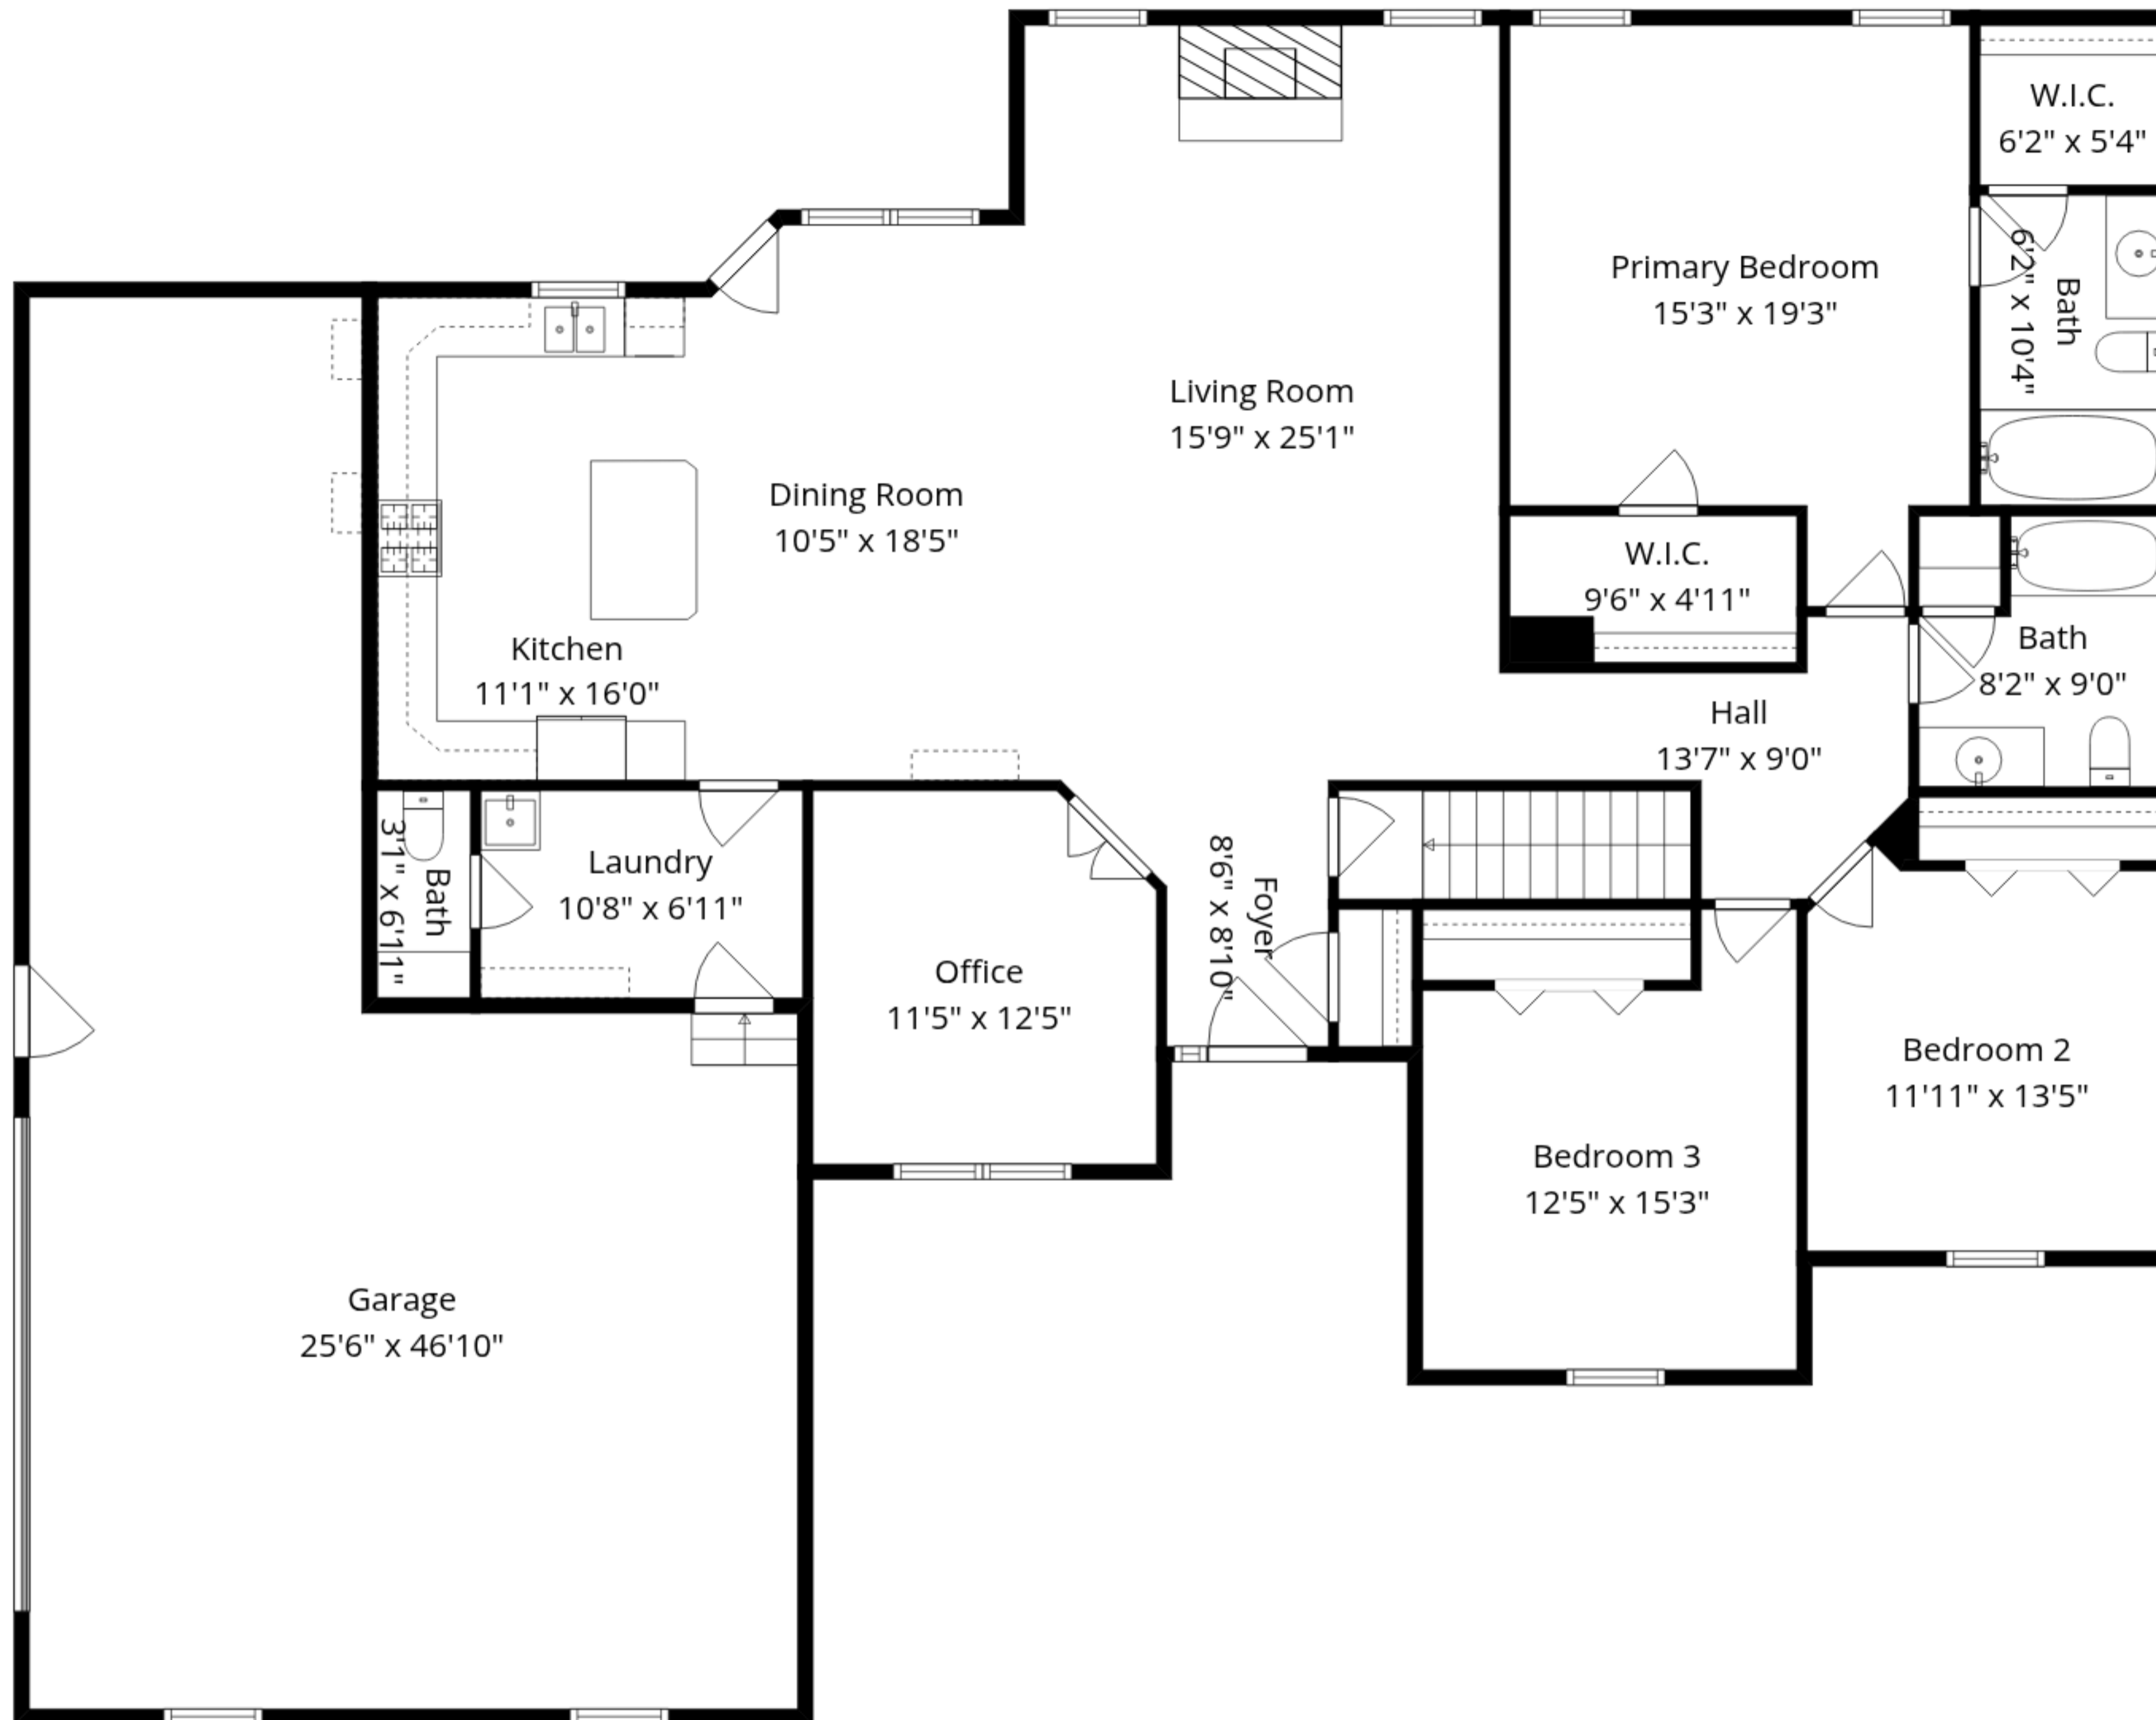 W.I.C.
6'2" x 5'4"
Primary Bedroom
15'3" x 19'3"
Bath
6'2" x 10'4"
Living Room
15'9" x 25'1"
Dining Room
10'5" x 18'5"
W.I.C.
9'6" x 4'11"
Kitchen
11'1" x 16'0"
Bath
8'2" x 9'0"
Hall
13'7" x 9'0"
Bath
3'1" x 6'11"
Laundry
10'8" x 6'11"
Foyer
8'6" x 8'10"
Office
11'5" x 12'5"
Bedroom 2
11'11" x 13'5"
Bedroom 3
12'5" x 15'3"
Garage
25'6" x 46'10"